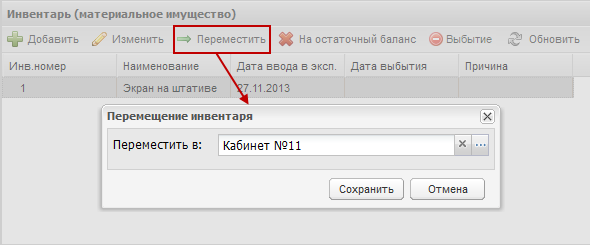 Инвентарь (материальное имущество)
Добавить Изменить Переместить На остаточный баланс Выбытие Обновить
Инв.номер Наименование Дата ввода в эксп. Дата выбытия Причина
1 Экран на штативе 27.11.2013
Перемещение инвентаря
Переместить в: Кабинет №11
Сохранить Отмена